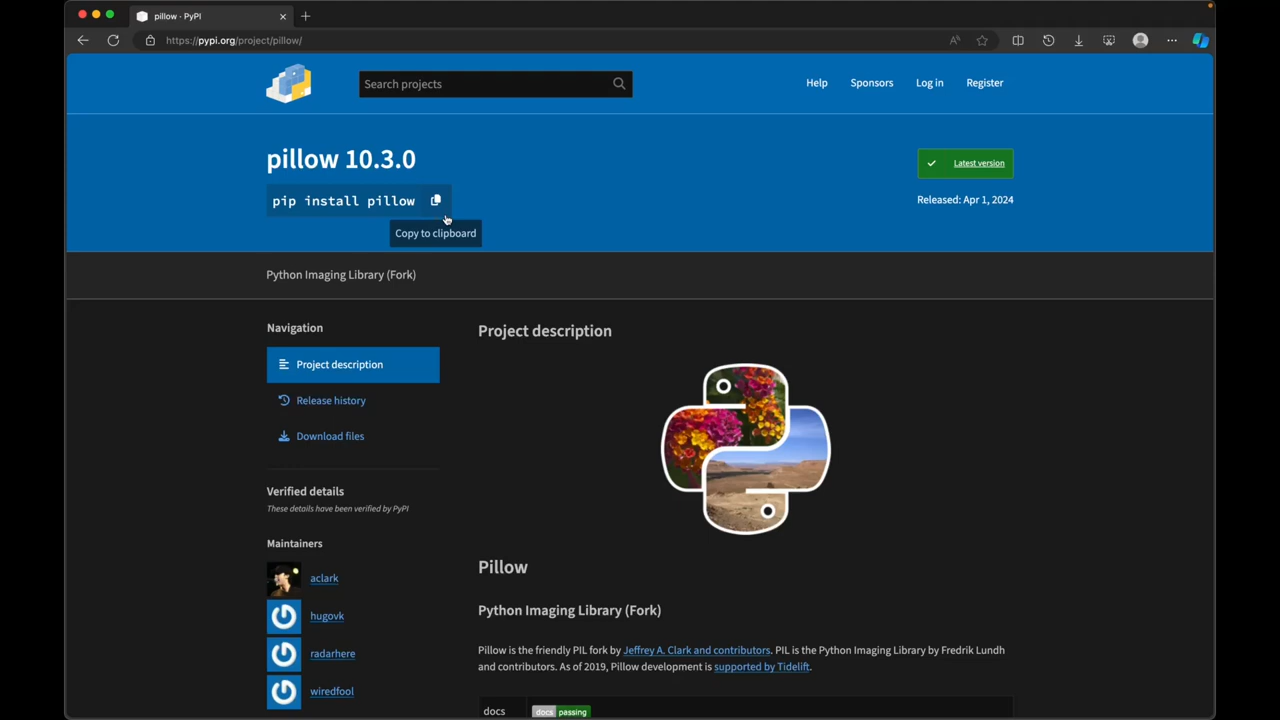 pillow · PyPI
https://pypi.org/project/pillow/
Search projects
Help
Sponsors
Log in
Register
pillow 10.3.0
Latest version
pip install pillow
Released: Apr 1, 2024
Copy to clipboard
Python Imaging Library (Fork)
Navigation
Project description
Release history
Download files
Verified details
These details have been verified by PyPI
Maintainers
aclark
hugovk
radarhere
wiredfool
Project description
Pillow
Python Imaging Library (Fork)
Pillow is the friendly PIL fork by Jeffrey A. Clark and contributors. PIL is the Python Imaging Library by Fredrik Lundh
and contributors. As of 2019, Pillow development is supported by Tidelift.
docs
docs passing